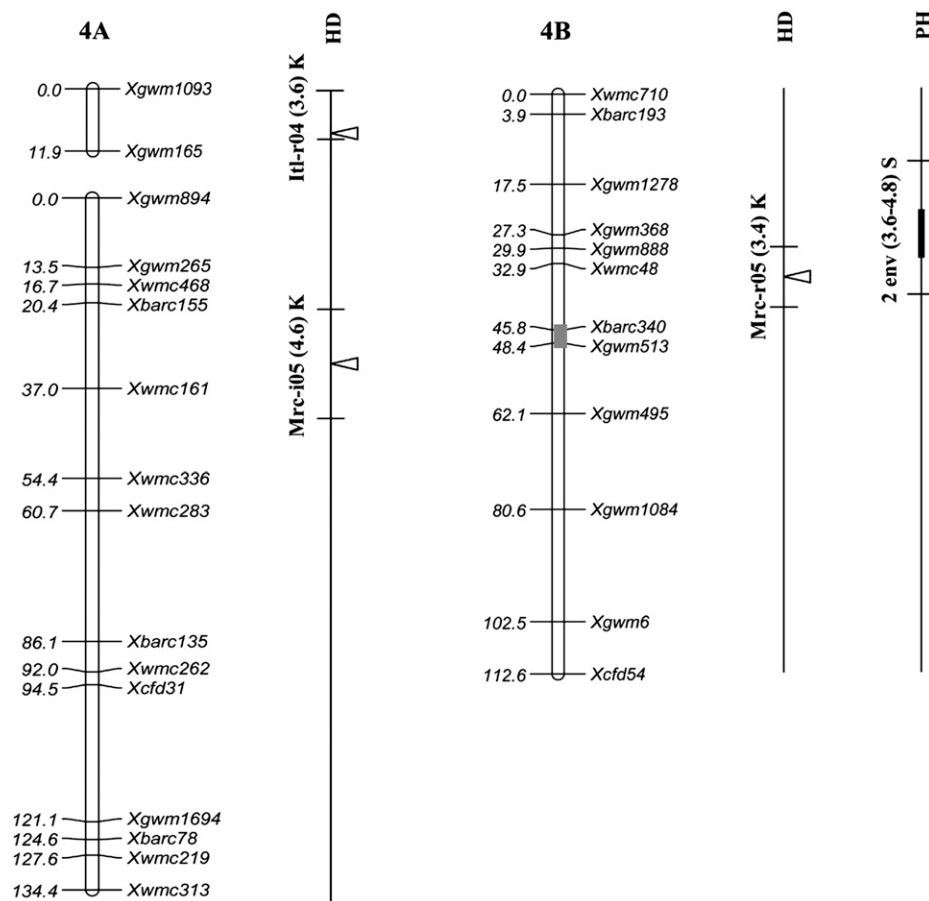 4A
HD
0.0 Xgwm1093
11.9 Xgwm165
0.0 Xgwm894
13.5 Xgwm265
16.7 Xwmc468
20.4 Xbarc155
37.0 Xwmc161
54.4 Xwmc336
60.7 Xwmc283
86.1 Xbarc135
92.0 Xwmc262
94.5 Xcfd31
121.1 Xgwm1694
124.6 Xbarc78
127.6 Xwmc219
134.4 Xwmc313
Itl-r04 (3.6) K
Mrc-i05 (4.6) K
4B
HD
PH
0.0 Xwmc710
3.9 Xbarc193
17.5 Xgwm1278
27.3 Xgwm368
29.9 Xgwm888
32.9 Xwmc48
45.8 Xbarc340
48.4 Xgwm513
62.1 Xgwm495
80.6 Xgwm1084
102.5 Xgwm6
112.6 Xcfd54
Mrc-r05 (3.4) K
2 env (3.6-4.8) S